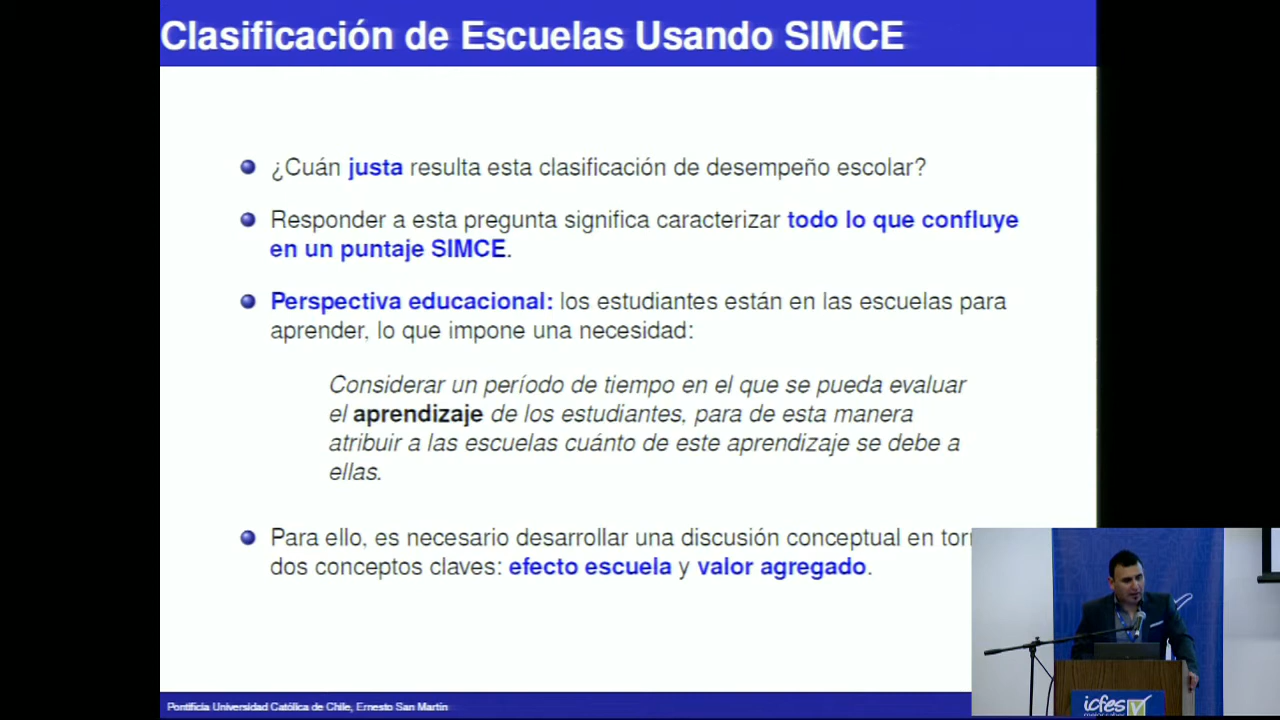 Clasificación de Escuelas Usando SIMCE
¿Cuán justa resulta esta clasificación de desempeño escolar?
Responder a esta pregunta significa caracterizar todo lo que confluye
en un puntaje SIMCE.
Perspectiva educacional: los estudiantes están en las escuelas para
aprender, lo que impone una necesidad:
Considerar un período de tiempo en el que se pueda evaluar
el aprendizaje de los estudiantes, para de esta manera
atribuir a las escuelas cuánto de este aprendizaje se debe a
ellas.
Para ello, es necesario desarrollar una discusión conceptual en
dos conceptos claves: efecto escuela y valor agregado.
Pontificia Universidad Católica de Chile, Ernesto San Martín
icfes